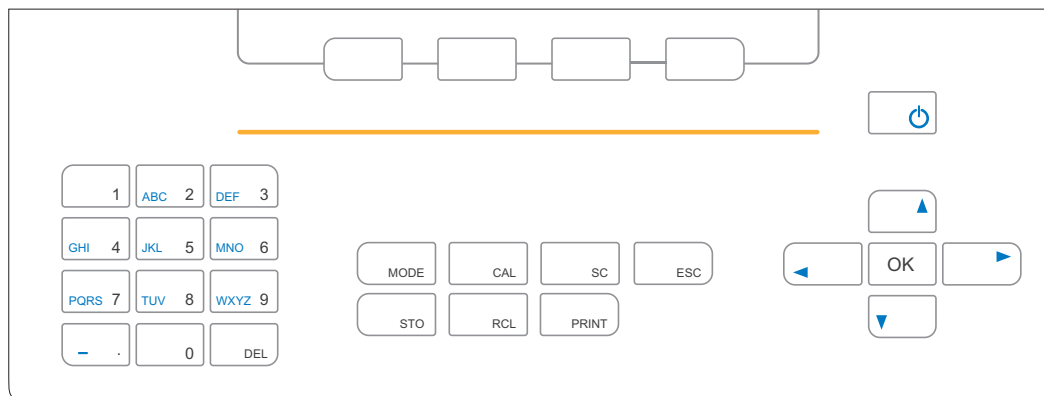 1 ABC 2 DEF 3
GHI 4 JKL 5 MNO 6
PQRS 7 TUV 8 WXYZ 9
– . 0 DEL
MODE CAL SC ESC
STO RCL PRINT
OK